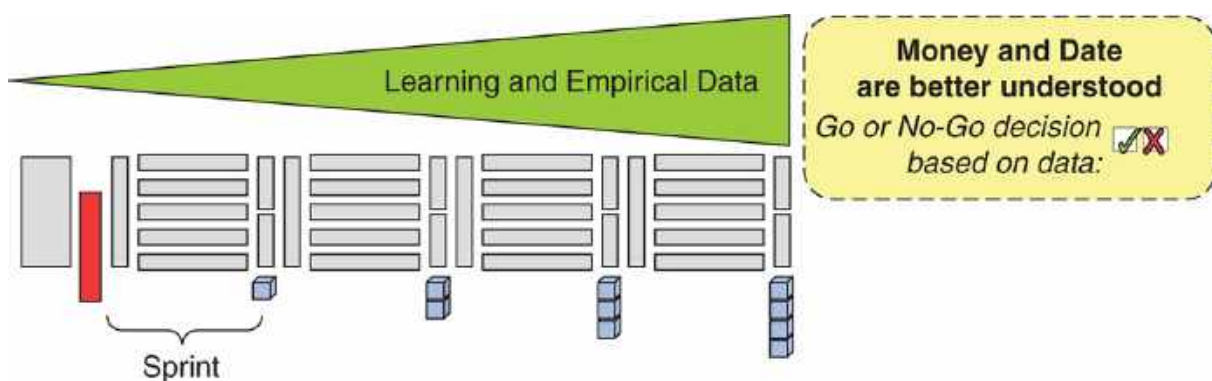 Learning and Empirical Data
Money and Date
are better understood
Go or No-Go decision
based on data:
Sprint